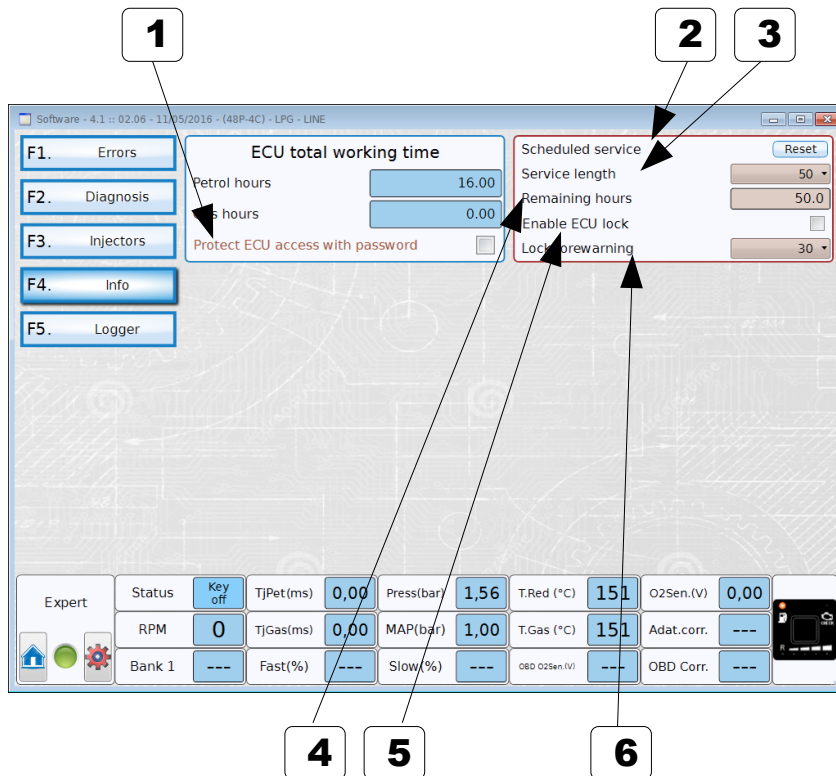 1
2
3
Software - 4.1 :: 02.06 - 11/05/2016 - (48P-4C) - LPG - LINE
F1. Errors
F2. Diagnosis
F3. Injectors
F4. Info
F5. Logger
ECU total working time
Petrol hours 16.00
hours 0.00
Protect ECU access with password
Scheduled service Reset
Service length 50
Remaining hours 50.0
Enable ECU lock
Lock forewarning 30
Expert
Status Key off TjPet(ms) 0,00 Press(bar) 1,56 T.Red (°C) 151 O2Sen.(V) 0,00
RPM 0 TjGas(ms) 0,00 MAP(bar) 1,00 T.Gas (°C) 151 Adat.corr. ---
Bank 1 --- Fast(%) --- Slow(%) --- OBD O2Sen.(V) --- OBD Corr. ---
R
4
5
6